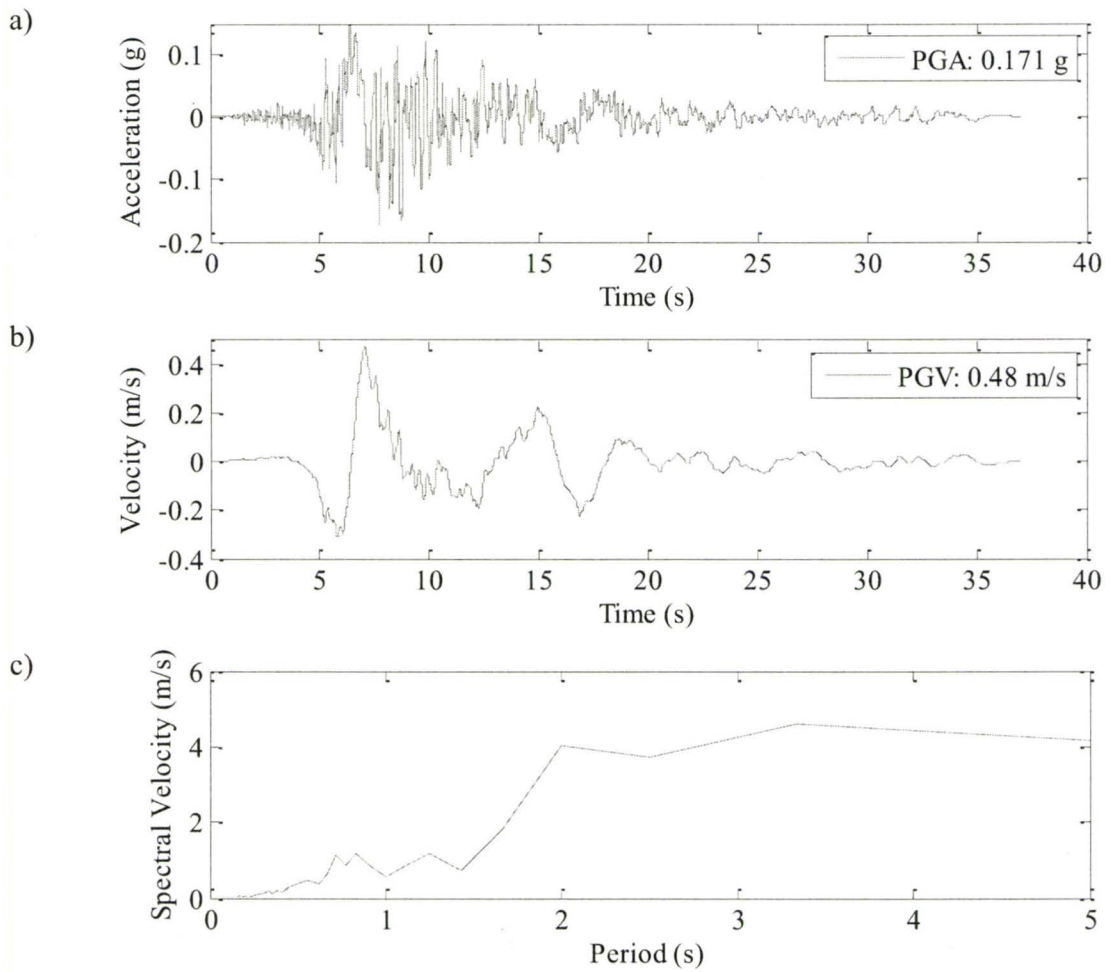 a)
0.1
0
-0.1
-0.2
Acceleration (g)
PGA: 0.171 g
0 5 10 15 20 25 30 35 40
Time (s)
b)
0.4
0.2
0
-0.2
-0.4
Velocity (m/s)
PGV: 0.48 m/s
0 5 10 15 20 25 30 35 40
Time (s)
c)
6
4
2
0
Spectral Velocity (m/s)
0 1 2 3 4 5
Period (s)